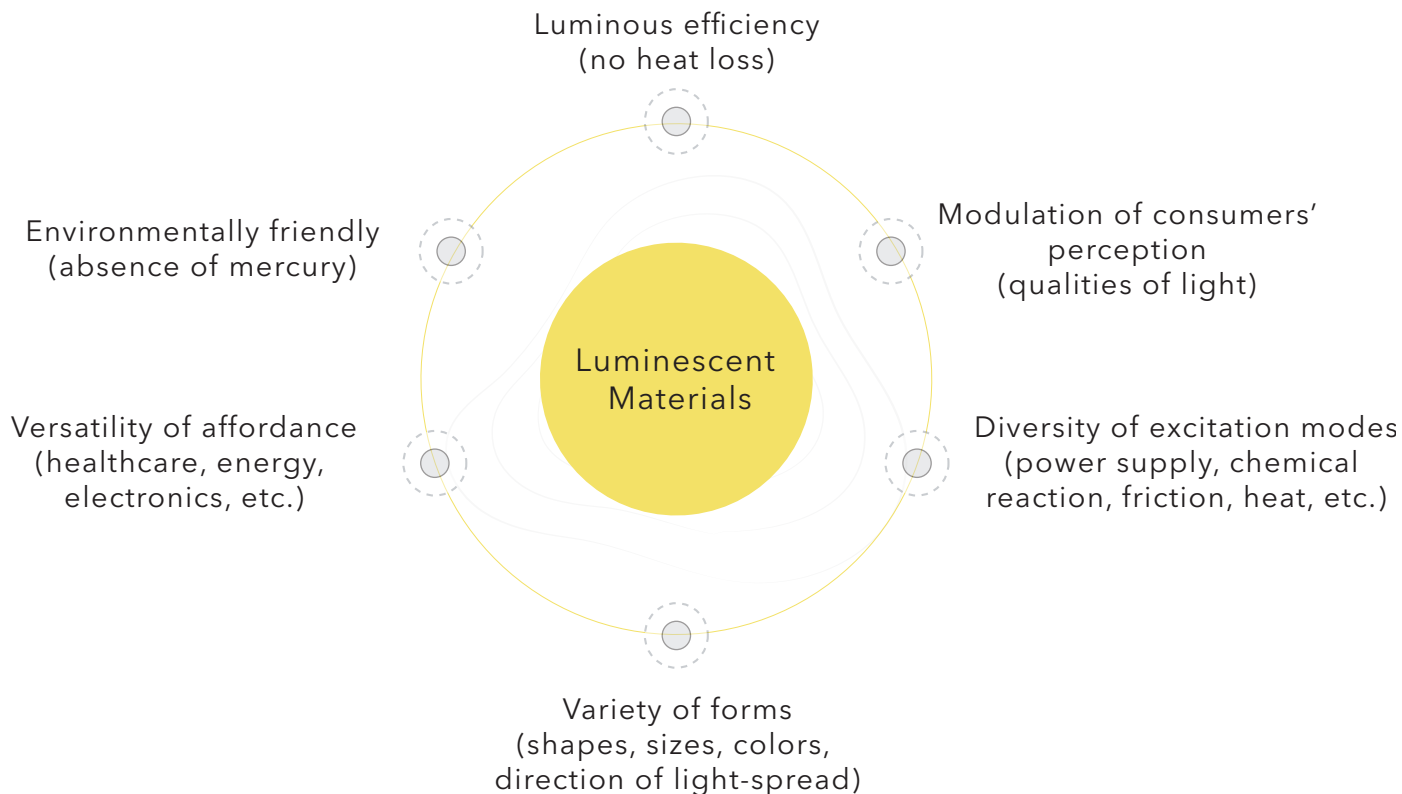 Luminous efficiency
(no heat loss)
Environmentally friendly
(absence of mercury)
Modulation of consumers’
perception
(qualities of light)
Luminescent
Materials
Versatility of affordance
(healthcare, energy,
electronics, etc.)
Diversity of excitation modes
(power supply, chemical
reaction, friction, heat, etc.)
Variety of forms
(shapes, sizes, colors,
direction of light-spread)